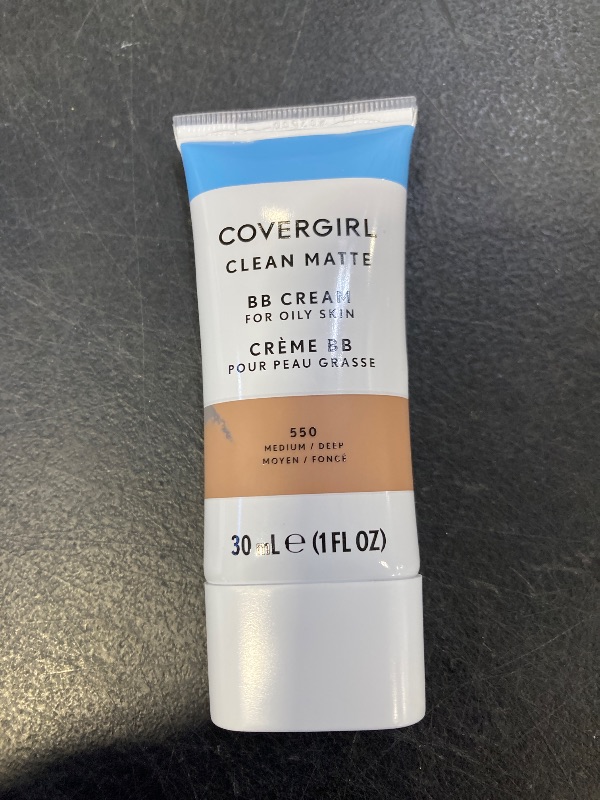 COVERGIRL
CLEAN MATTE
BB CREAM
FOR OILY SKIN
CRÈME BB
POUR PEAU GRASSE
550
MEDIUM / DEEP
MOYEN / FONCÉ
30 mL e (1 FL OZ)